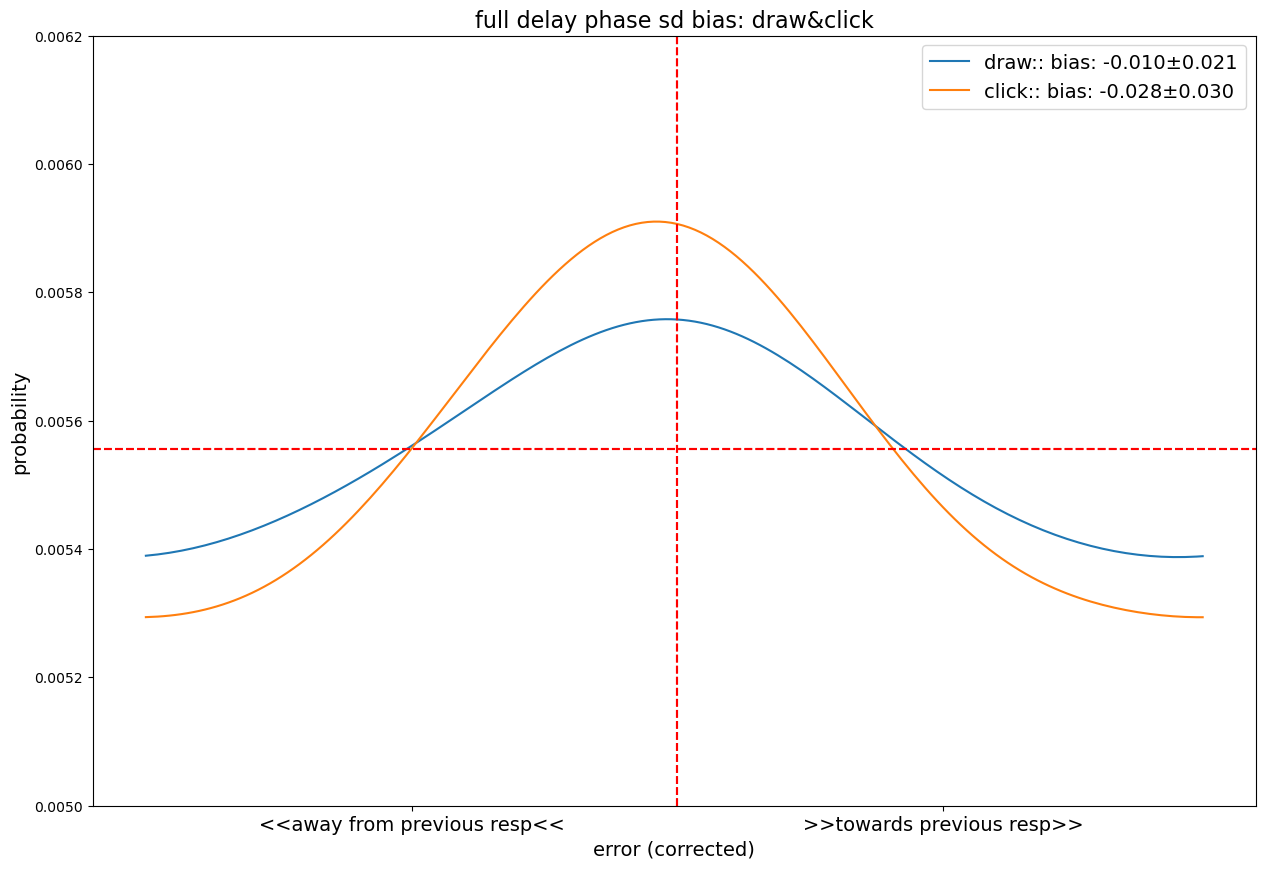 full delay phase sd bias: draw&click
draw:: bias: -0.010±0.021
click:: bias: -0.028±0.030
probability
0.0062
0.0060
0.0058
0.0056
0.0054
0.0052
0.0050
<<away from previous resp<<
>>towards previous resp>>
error (corrected)